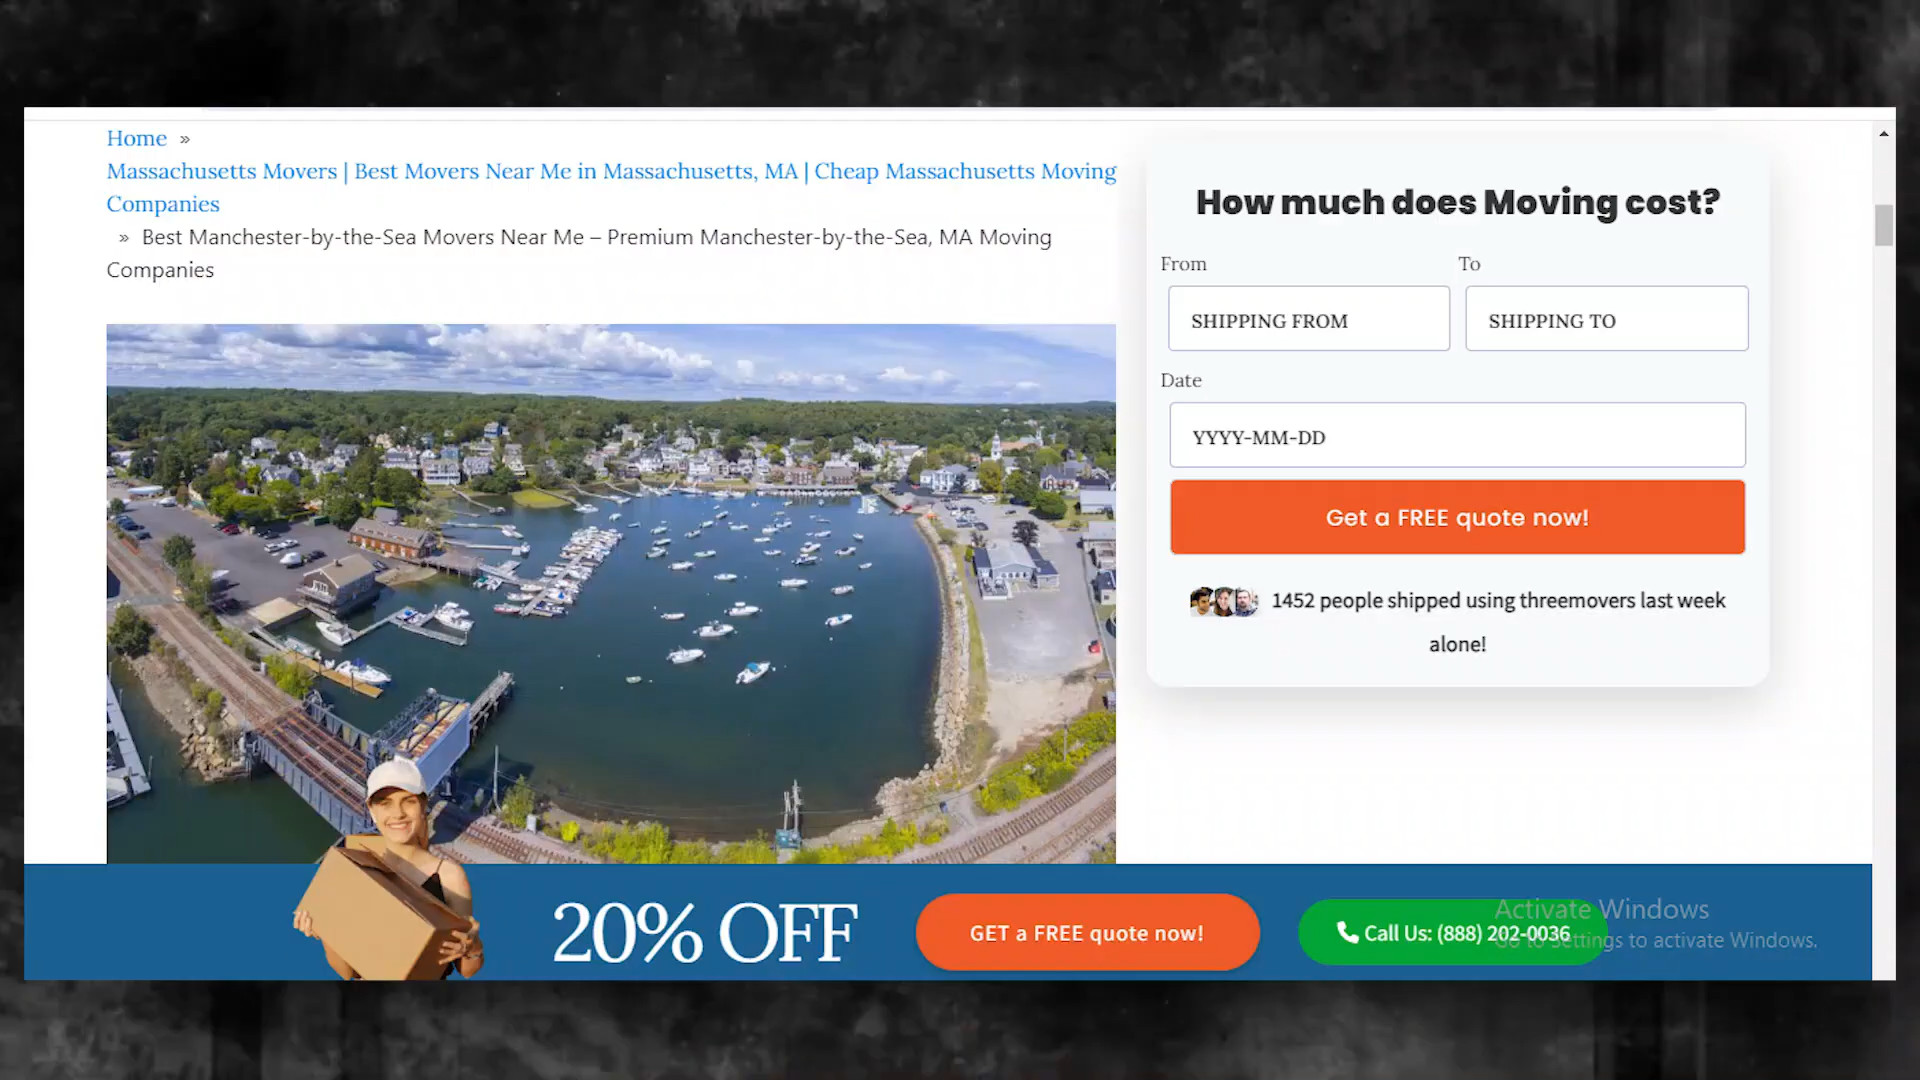 Home »
Massachusetts Movers | Best Movers Near Me in Massachusetts, MA | Cheap Massachusetts Moving
Companies
» Best Manchester-by-the-Sea Movers Near Me – Premium Manchester-by-the-Sea, MA Moving
Companies
How much does Moving cost?
From
To
SHIPPING FROM
SHIPPING TO
Date
YYYY-MM-DD
Get a FREE quote now!
1452 people shipped using threemovers last week
alone!
20% OFF
GET a FREE quote now!
Call Us: (888) 202-0036
Activate Windows
Go to Settings to activate Windows.